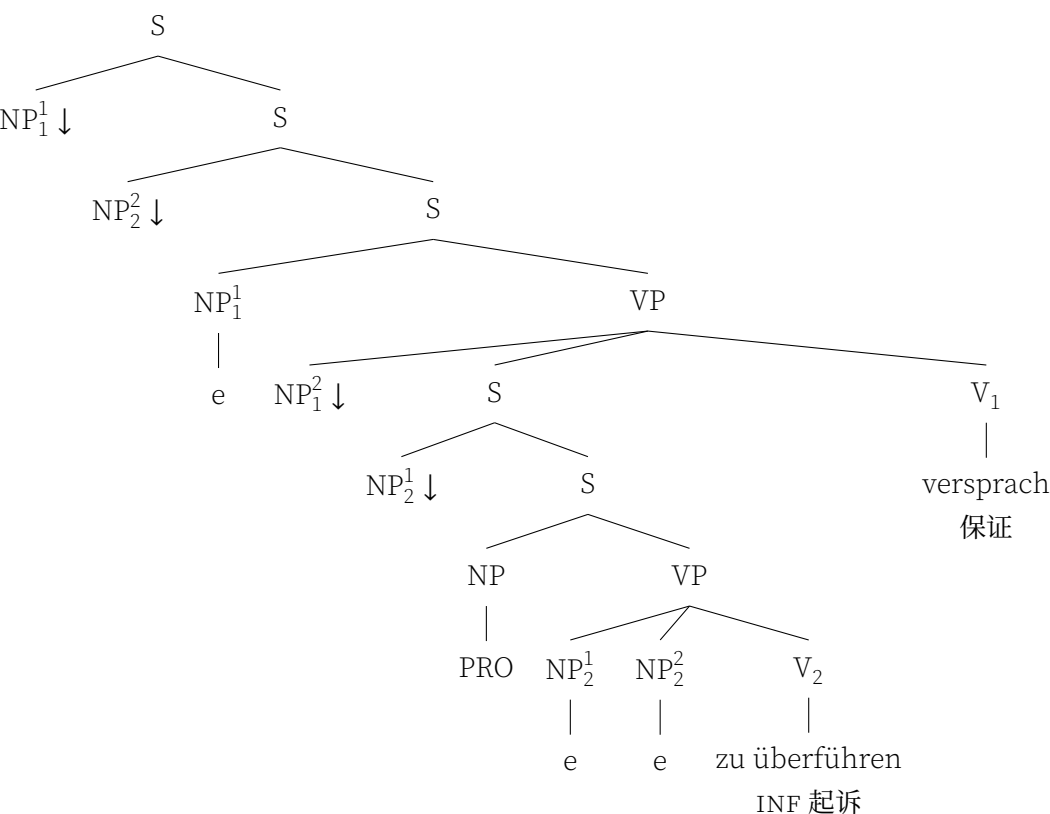 S
NP₁¹↓ S
NP₂²↓ S
NP₁¹ VP
e NP₁²↓ S V₁
NP₂¹↓ S versprach
保证
NP VP
PRO NP₂¹ NP₂² V₂
e e zu überführen
INF 起诉